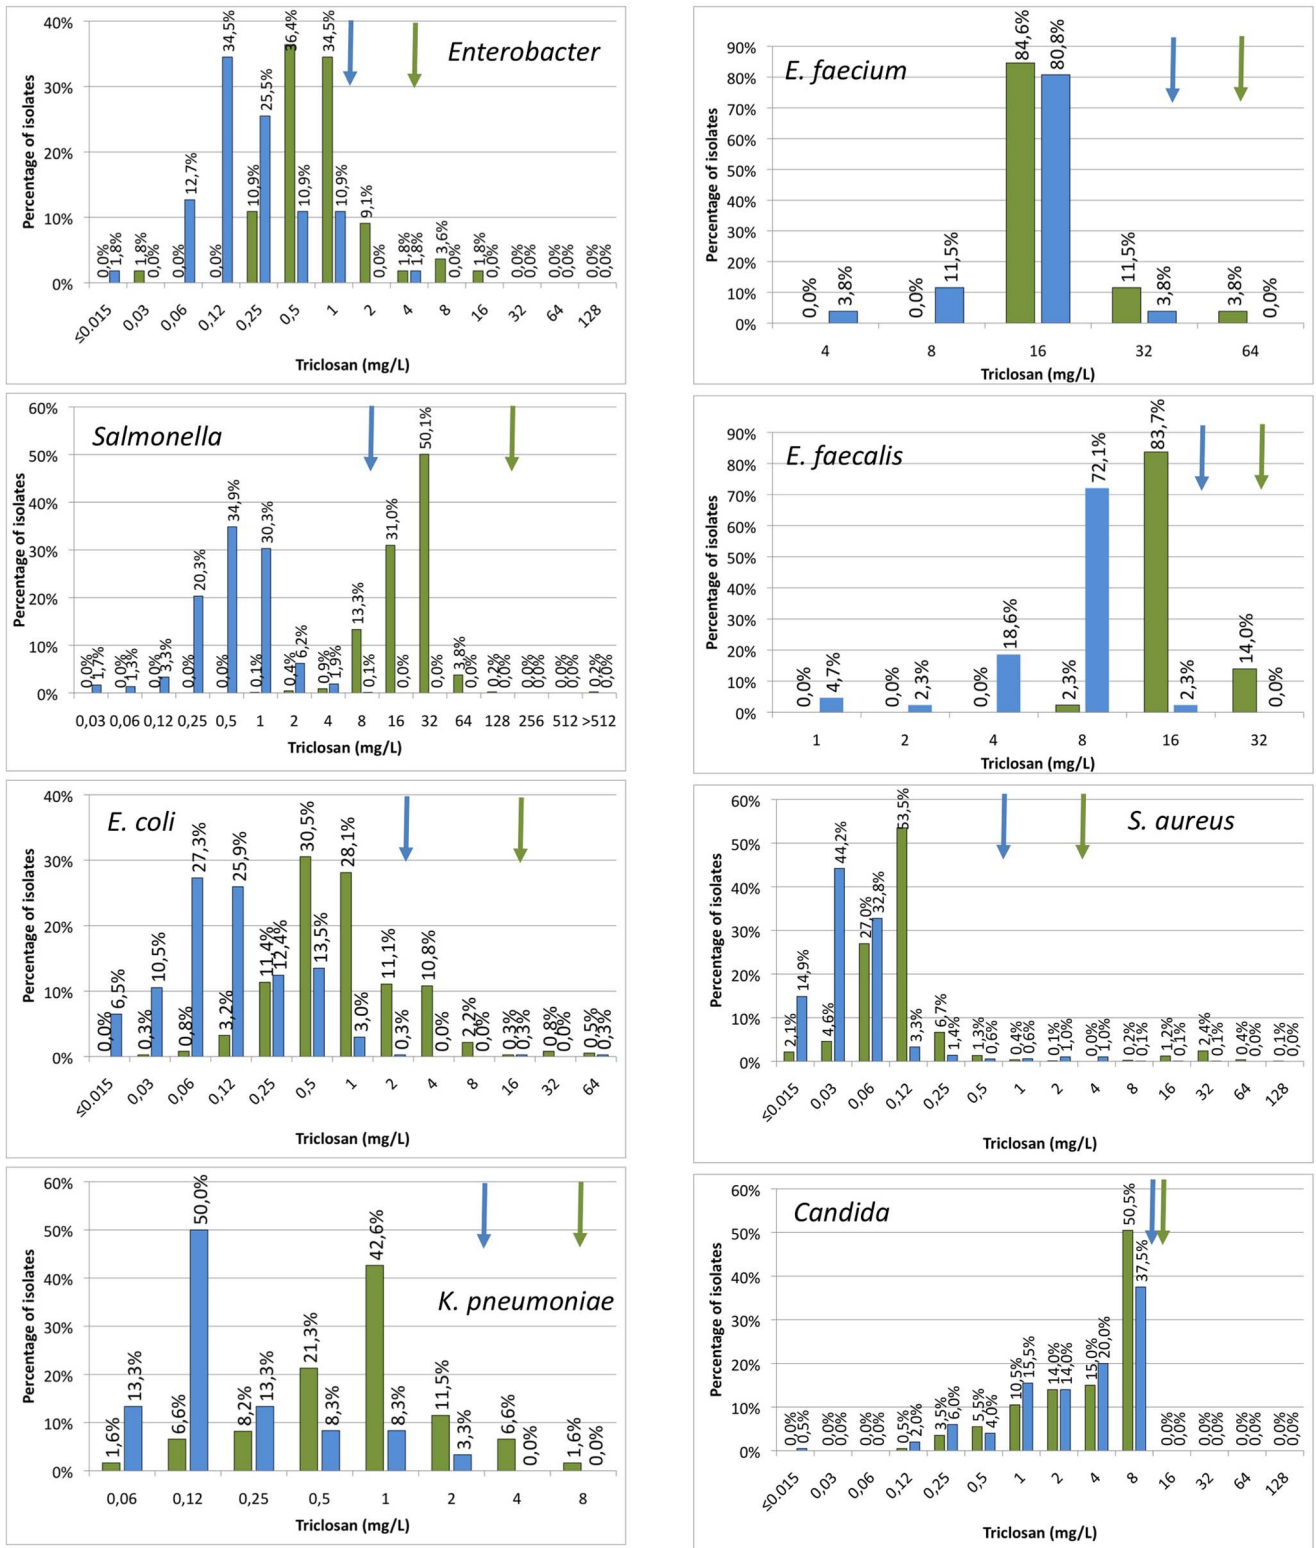 Enterobacter
Percentage of isolates
40%
30%
20%
10%
0%
0,0% 1,8% 1,8% 0,0% 0,0% 12,7% 0,0% 34,5% 10,9% 25,5% 36,4% 10,9% 34,5% 10,9% 9,1% 0,0% 1,8% 1,8% 3,6% 0,0% 1,8% 0,0% 0,0% 0,0% 0,0% 0,0% 0,0% 0,0%
≤0.015 0,03 0,06 0,12 0,25 0,5 1 2 4 8 16 32 64 128
Triclosan (mg/L)
E. faecium
Percentage of isolates
90%
80%
70%
60%
50%
40%
30%
20%
10%
0%
0,0% 3,8% 0,0% 11,5% 84,6% 80,8% 11,5% 3,8% 3,8% 0,0%
4 8 16 32 64
Triclosan (mg/L)
Salmonella
Percentage of isolates
60%
50%
40%
30%
20%
10%
0%
0,0% 1,7% 0,0% 1,3% 0,0% 3,3% 0,0% 20,3% 0,0% 34,9% 0,1% 30,3% 0,4% 6,2% 0,9% 1,9% 13,3% 0,1% 31,0% 0,0% 50,1% 0,0% 3,8% 0,0% 0,2% 0,0% 0,0% 0,0% 0,0% 0,0% 0,2% 0,0%
0,03 0,06 0,12 0,25 0,5 1 2 4 8 16 32 64 128 256 512 >512
Triclosan (mg/L)
E. faecalis
Percentage of isolates
90%
80%
70%
60%
50%
40%
30%
20%
10%
0%
0,0% 4,7% 0,0% 2,3% 0,0% 18,6% 2,3% 72,1% 83,7% 2,3% 14,0% 0,0%
1 2 4 8 16 32
Triclosan (mg/L)
E. coli
Percentage of isolates
40%
30%
20%
10%
0%
0,0% 6,5% 0,3% 10,5% 0,8% 27,3% 3,2% 25,9% 11,4% 12,4% 30,5% 13,5% 28,1% 3,0% 11,1% 0,3% 10,8% 0,0% 2,2% 0,0% 0,3% 0,3% 0,8% 0,0% 0,5% 0,3%
≤0.015 0,03 0,06 0,12 0,25 0,5 1 2 4 8 16 32 64
Triclosan (mg/L)
S. aureus
Percentage of isolates
60%
50%
40%
30%
20%
10%
0%
2,1% 14,9% 4,6% 44,2% 27,0% 32,8% 53,5% 3,3% 6,7% 1,4% 1,3% 0,6% 0,4% 0,6% 0,1% 1,0% 0,0% 1,0% 0,2% 0,1% 1,2% 0,1% 2,4% 0,1% 0,4% 0,0% 0,1% 0,0%
≤0.015 0,03 0,06 0,12 0,25 0,5 1 2 4 8 16 32 64 128
Triclosan (mg/L)
K. pneumoniae
Percentage of isolates
60%
50%
40%
30%
20%
10%
0%
1,6% 13,3% 6,6% 50,0% 8,2% 13,3% 21,3% 8,3% 42,6% 8,3% 11,5% 3,3% 6,6% 0,0% 1,6% 0,0%
0,06 0,12 0,25 0,5 1 2 4 8
Triclosan (mg/L)
Candida
Percentage of isolates
60%
50%
40%
30%
20%
10%
0%
0,0% 0,5% 0,0% 0,0% 0,0% 0,0% 0,5% 2,0% 3,5% 6,0% 5,5% 4,0% 10,5% 15,5% 14,0% 14,0% 15,0% 20,0% 50,5% 37,5% 0,0% 0,0% 0,0% 0,0% 0,0% 0,0% 0,0% 0,0%
≤0.015 0,03 0,06 0,12 0,25 0,5 1 2 4 8 16 32 64 128
Triclosan (mg/L)